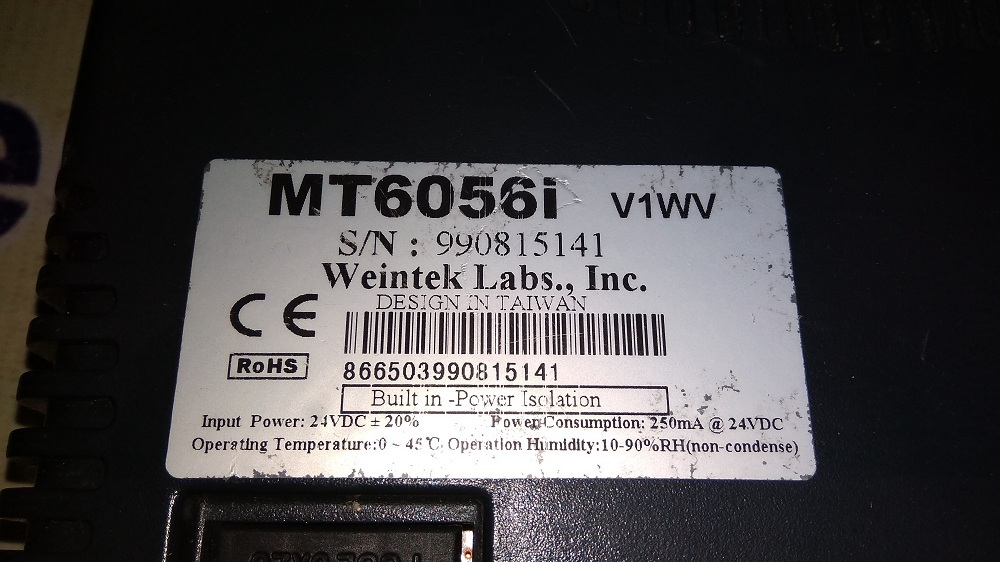 MT6056i V1WV
S/N : 990815141
Weintek Labs., Inc.
DESIGN IN TAIWAN
CE
RoHS
866503990815141
Built in -Power Isolation
Input Power: 24VDC ± 20% Power Consumption: 250mA @ 24VDC
Operating Temperature:0 ~ 45℃ Operation Humidity:10-90%RH(non-condense)